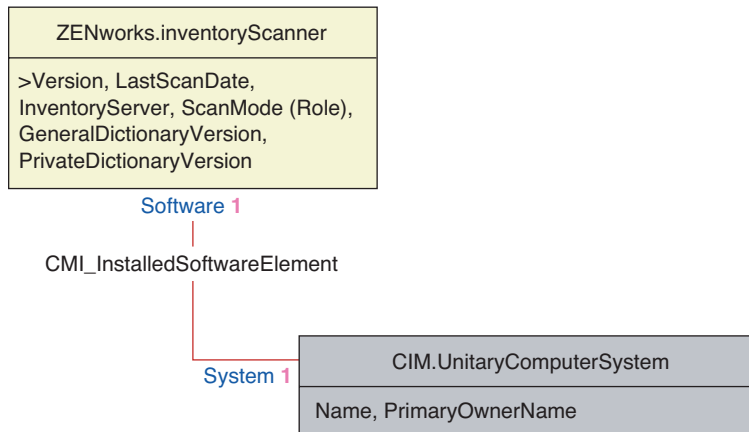 ZENworks.inventoryScanner
>Version, LastScanDate,
InventoryServer, ScanMode (Role),
GeneralDictionaryVersion,
PrivateDictionaryVersion
Software 1
CMI_InstalledSoftwareElement
CIM.UnitaryComputerSystem
System 1
Name, PrimaryOwnerName